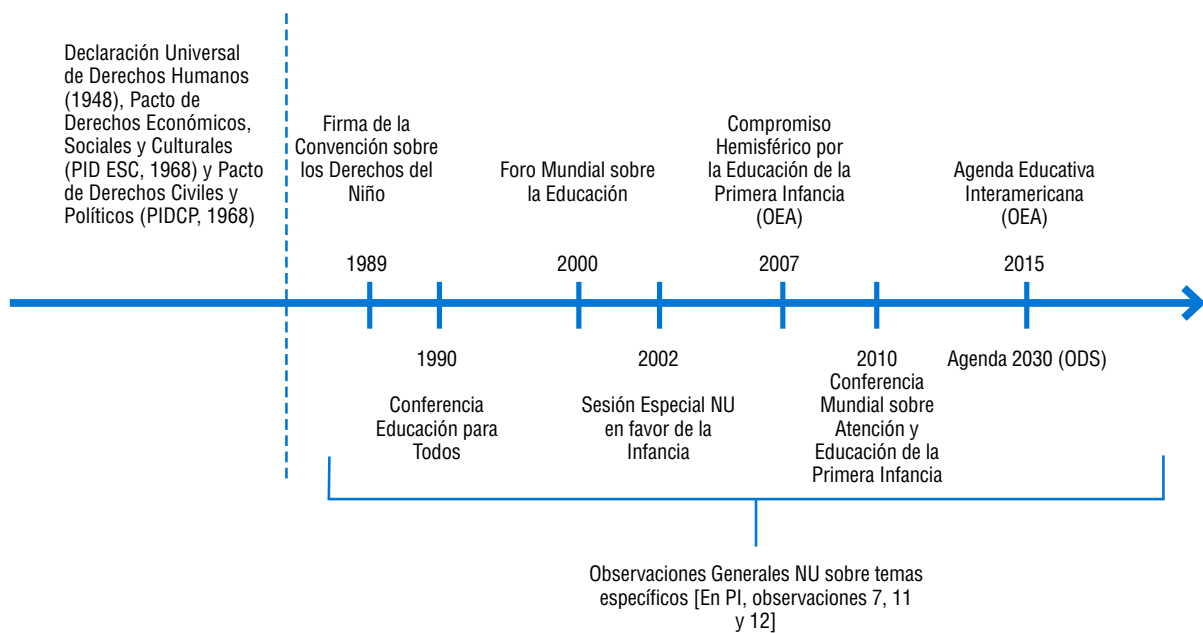 Declaración Universal
de Derechos Humanos
(1948), Pacto de
Derechos Económicos,
Sociales y Culturales
(PID ESC, 1968) y Pacto
de Derechos Civiles y
Políticos (PIDCP, 1968)
Firma de la
Convención sobre
los Derechos del
Niño
1989
Foro Mundial sobre
la Educación
2000
Compromiso
Hemisférico por
la Educación de la
Primera Infancia
(OEA)
2007
Agenda Educativa
Interamericana
(OEA)
2015
1990
Conferencia
Educación para
Todos
2002
Sesión Especial NU
en favor de la
Infancia
2010
Conferencia
Mundial sobre
Atención y
Educación de la
Primera Infancia
Agenda 2030 (ODS)
Observaciones Generales NU sobre temas
específicos [En PI, observaciones 7, 11
y 12]